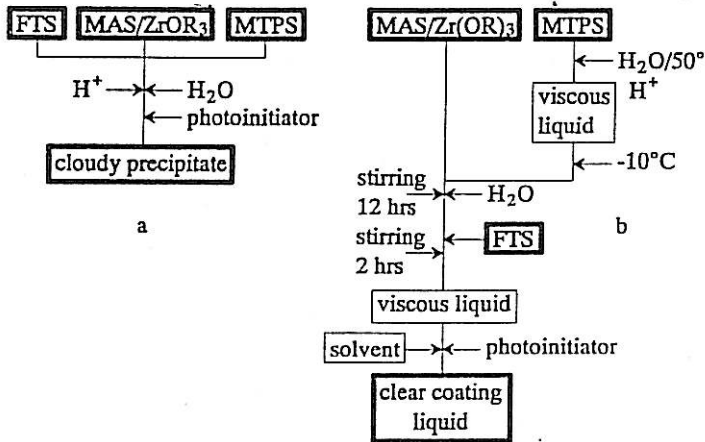 FTS
MAS/ZrOR3
MTPS
H+
H2O
photoinitiator
cloudy precipitate
a
MAS/Zr(OR)3
MTPS
H2O/50°
H+
viscous
liquid
-10°C
stirring
12 hrs
H2O
b
stirring
2 hrs
FTS
viscous liquid
solvent
photoinitiator
clear coating
liquid